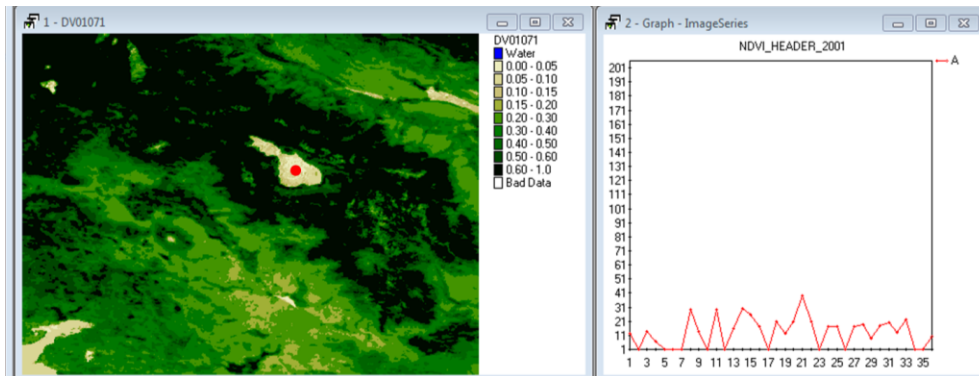 1 - DV01071
DV01071
Water
0.00 - 0.05
0.05 - 0.10
0.10 - 0.15
0.15 - 0.20
0.20 - 0.30
0.30 - 0.40
0.40 - 0.50
0.50 - 0.60
0.60 - 1.0
Bad Data
2 - Graph - ImageSeries
NDVI_HEADER_2001
A
201
191
181
171
161
151
141
131
121
111
101
91
81
71
61
51
41
31
21
11
1
1 3 5 7 9 11 13 15 17 19 21 23 25 27 29 31 33 35